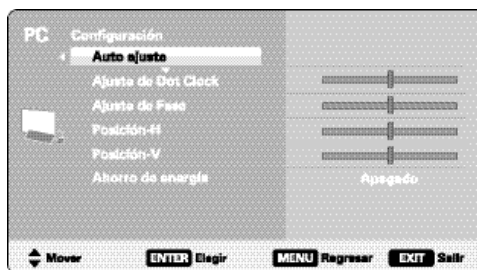 PC Configuración
Auto ajuste
Ajuste de Dot Clock
Ajuste de Fase
Posición-H
Posición-V
Ahorro de energía Apagado
Mover ENTER Elegir MENU Regresar EXIT Salir